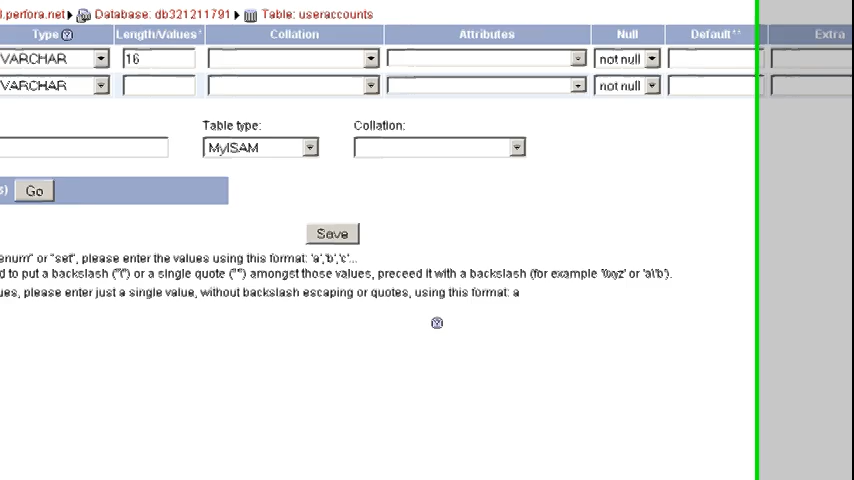 l.perfora.net ▸ Database: db321211791 ▸ Table: useraccounts
Type Length/Values* Collation Attributes Null Default** Extra
VARCHAR 16 not null
VARCHAR not null
Table type: Collation:
MyISAM
s) Go
Save
enum" or "set", please enter the values using this format: 'a','b','c'...
d to put a backslash ("\") or a single quote ("'") amongst those values, preceed it with a backslash (for example '\\xyz' or 'a\'b').
ues, please enter just a single value, without backslash escaping or quotes, using this format: a